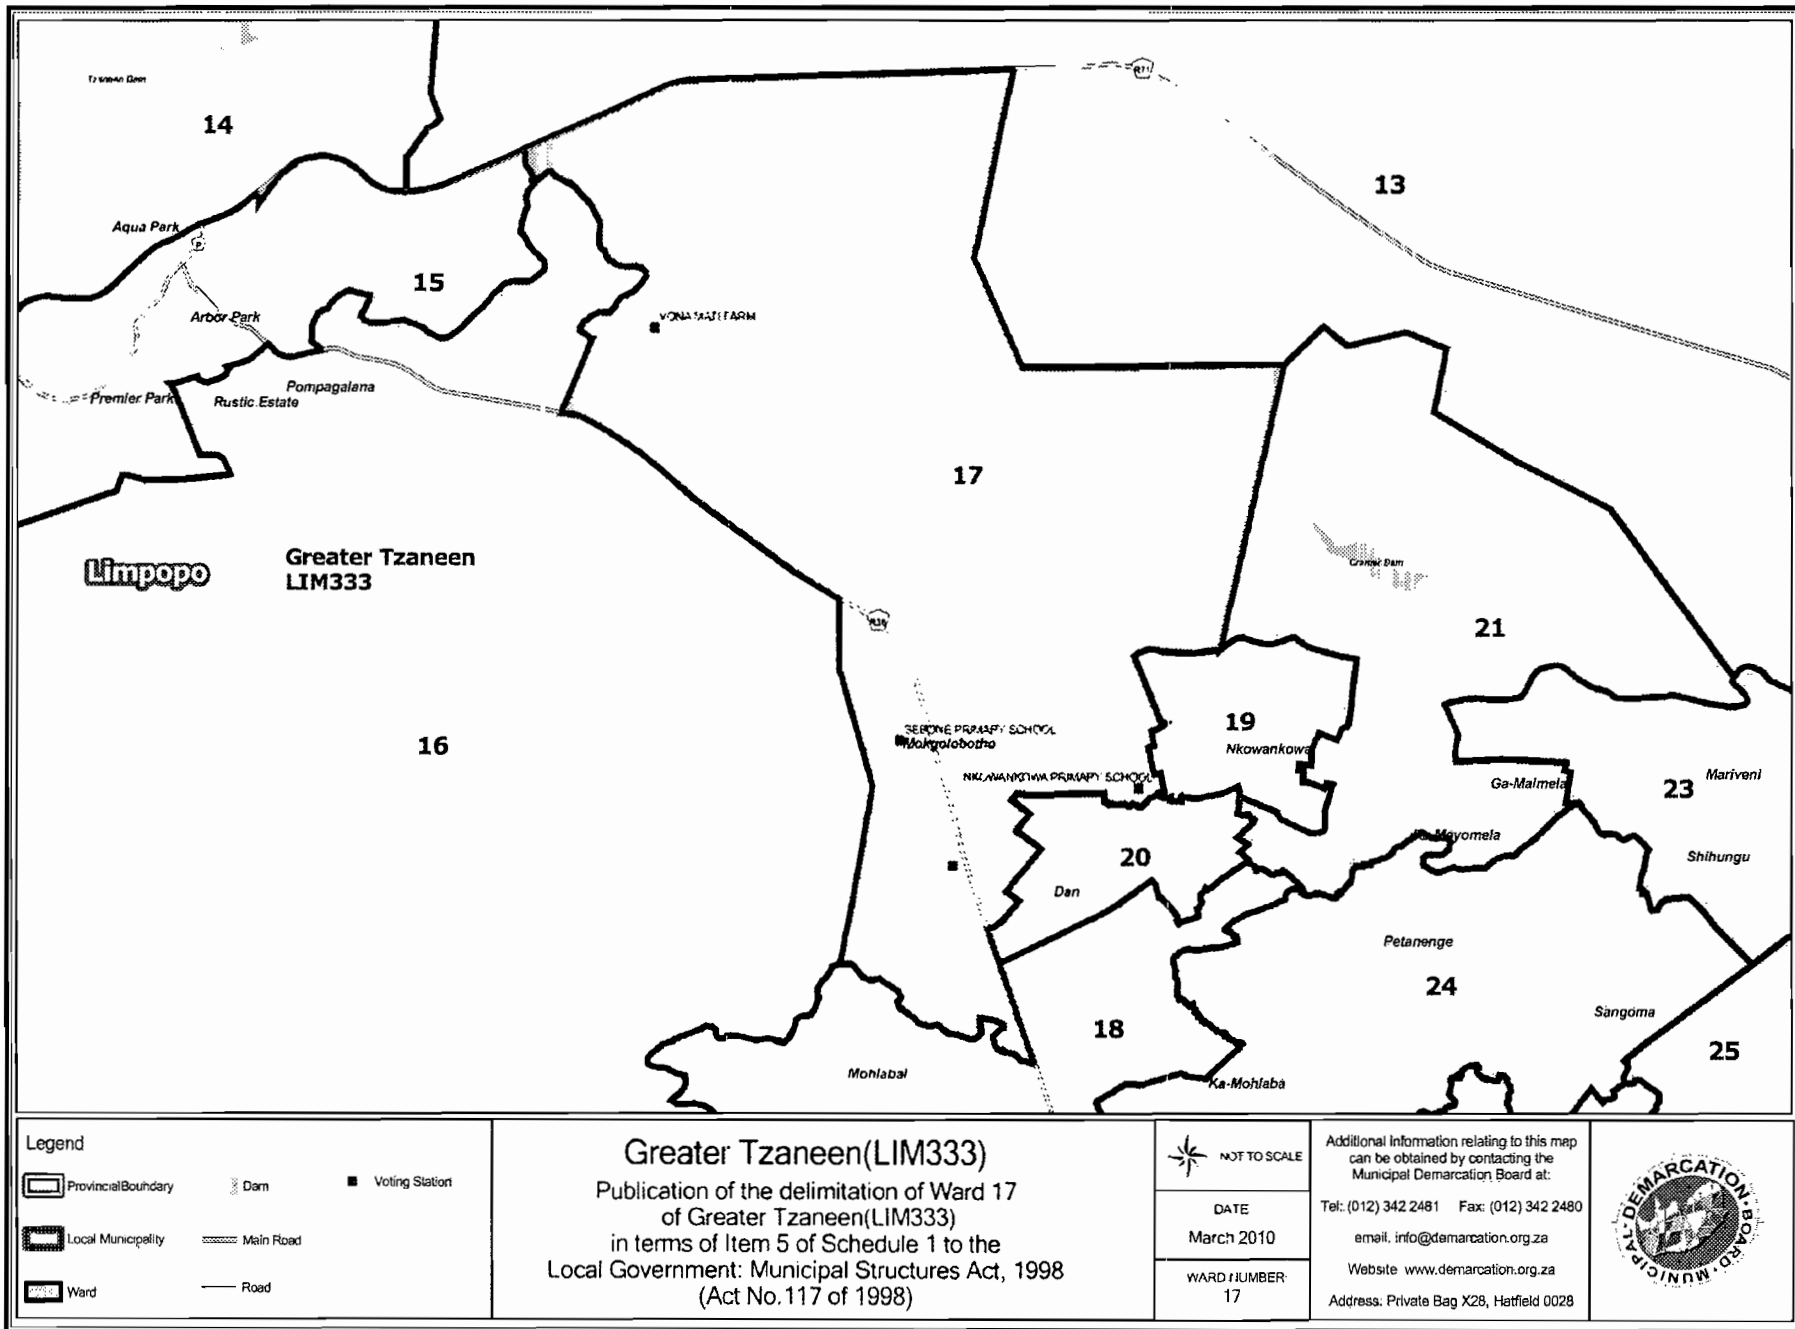 14
R71
13
Aqua Park
P
15
Arbor Park
Pompagalana
Premier Park
Rustic Estate
17
Limpopo
Greater Tzaneen
LIM333
21
16
19
Nkowankowa
PRIMARY SCHOOL
NKOWANKOWA PRIMARY SCHOOL
Ga-Malmela
23
Mariveni
20
Shihungu
Dan
Petanenge
24
18
Sangoma
25
Mohlabal
Ka-Mohlaba
Legend
Provincial Boundary
Dam
Voting Station
Local Municipality
Main Road
Ward
Road
Greater Tzaneen(LIM333)
Publication of the delimitation of Ward 17
of Greater Tzaneen(LIM333)
in terms of Item 5 of Schedule 1 to the
Local Government: Municipal Structures Act, 1998
(Act No.117 of 1998)
NOT TO SCALE
DATE
March 2010
WARD NUMBER
17
Additional Information relating to this map
can be obtained by contacting the
Municipal Demarcation Board at:
Tel: (012) 342 2481 Fax: (012) 342 2480
email. info@demarcation.org.za
Website www.demarcation.org.za
Address: Private Bag X28, Hatfield 0028
MUNICIPAL DEMARCATION BOARD